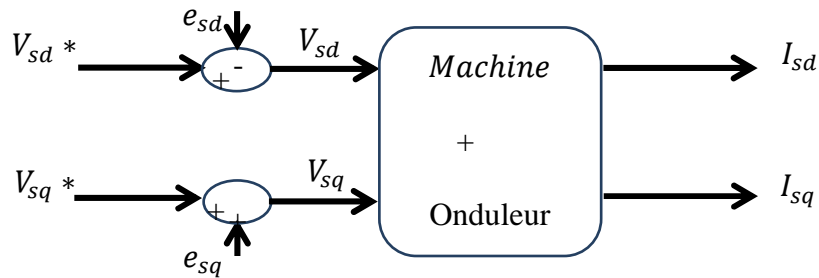 e_sd
V_sd *
V_sd
+
-
Machine
I_sd
+
V_sq *
V_sq
+
+
Onduleur
I_sq
e_sq